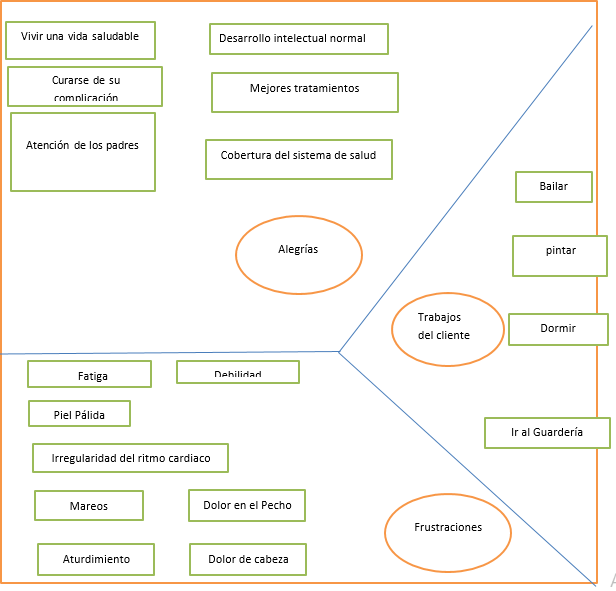 Vivir una vida saludable
Desarrollo intelectual normal
Curarse de su
complicación
Mejores tratamientos
Atención de los padres
Cobertura del sistema de salud
Bailar
Alegrías
pintar
Trabajos
del cliente
Dormir
Fatiga
Debilidad
Piel Pálida
Ir al Guardería
Irregularidad del ritmo cardiaco
Mareos
Dolor en el Pecho
Frustraciones
Aturdimiento
Dolor de cabeza